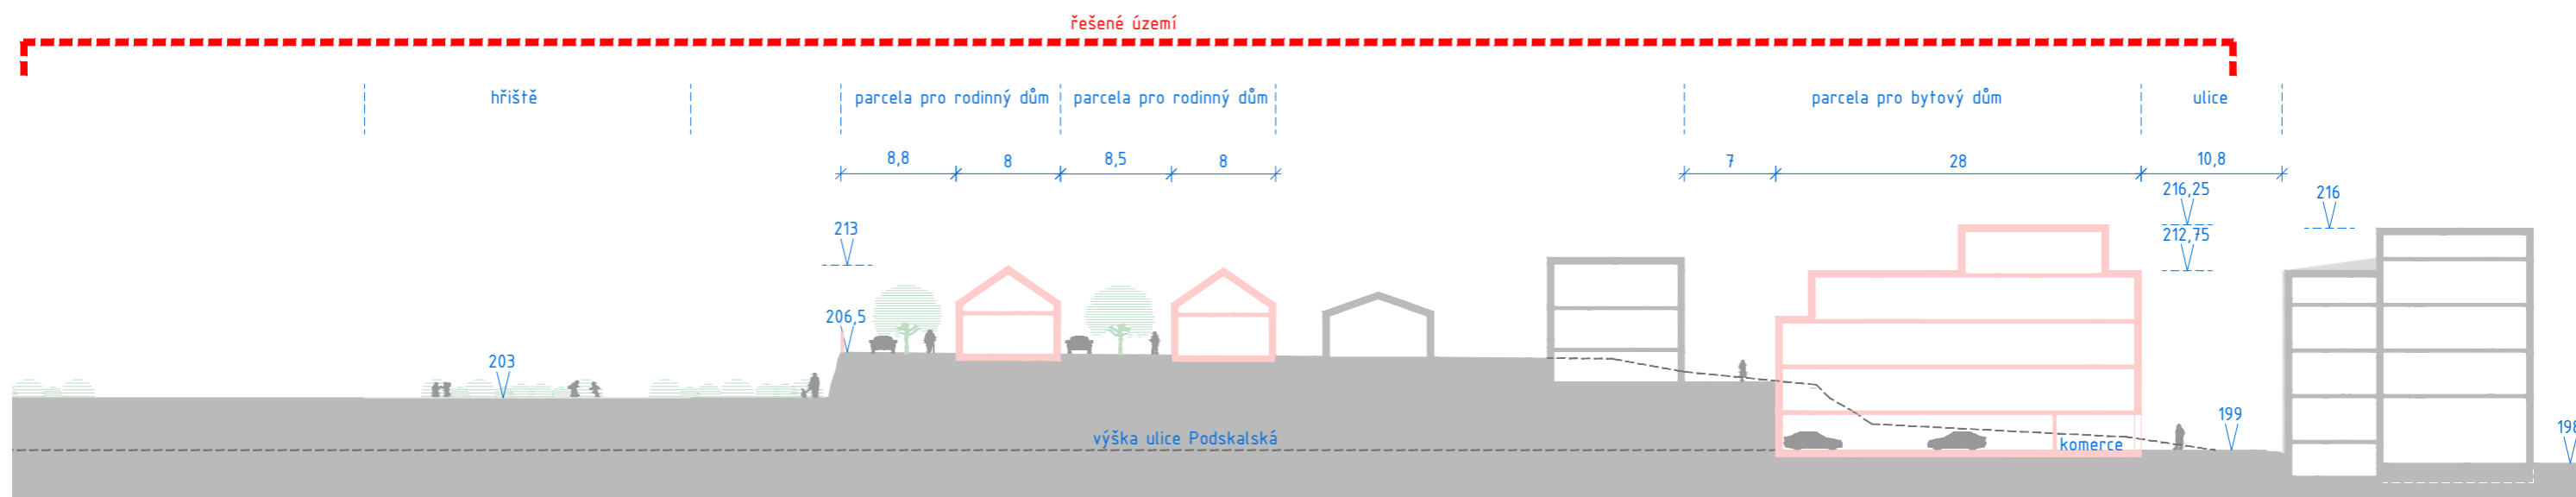 řešené území
hřiště
parcela pro rodinný dům
parcela pro rodinný dům
parcela pro bytový dům
ulice
8,8
8
8,5
8
7
28
10,8
216,25
216
212,75
213
206,5
203
199
198
výška ulice Podskalská
komerce